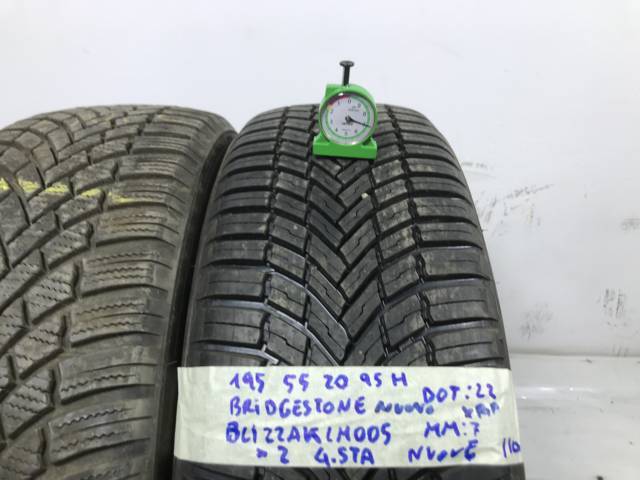 195 55 20 95 H
BRIDGESTONE NUOVO DOT: 22
BLIZZAK LM005 MM: 7
*2 4.STA NUOVE